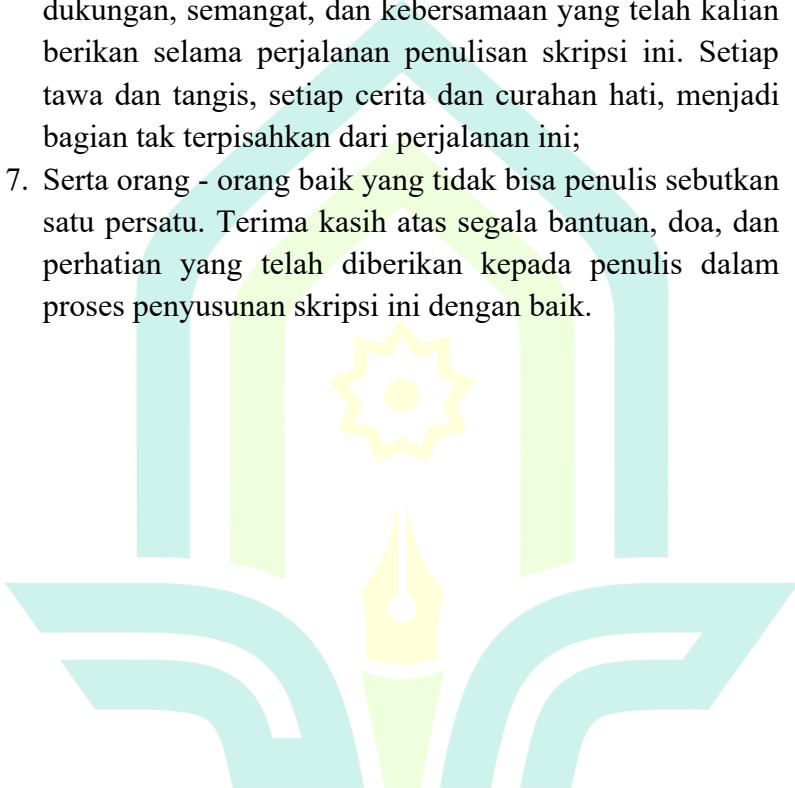 dukungan, semangat, dan kebersamaan yang telah kalian
berikan selama perjalanan penulisan skripsi ini. Setiap
tawa dan tangis, setiap cerita dan curahan hati, menjadi
bagian tak terpisahkan dari perjalanan ini;
7. Serta orang - orang baik yang tidak bisa penulis sebutkan
satu persatu. Terima kasih atas segala bantuan, doa, dan
perhatian yang telah diberikan kepada penulis dalam
proses penyusunan skripsi ini dengan baik.